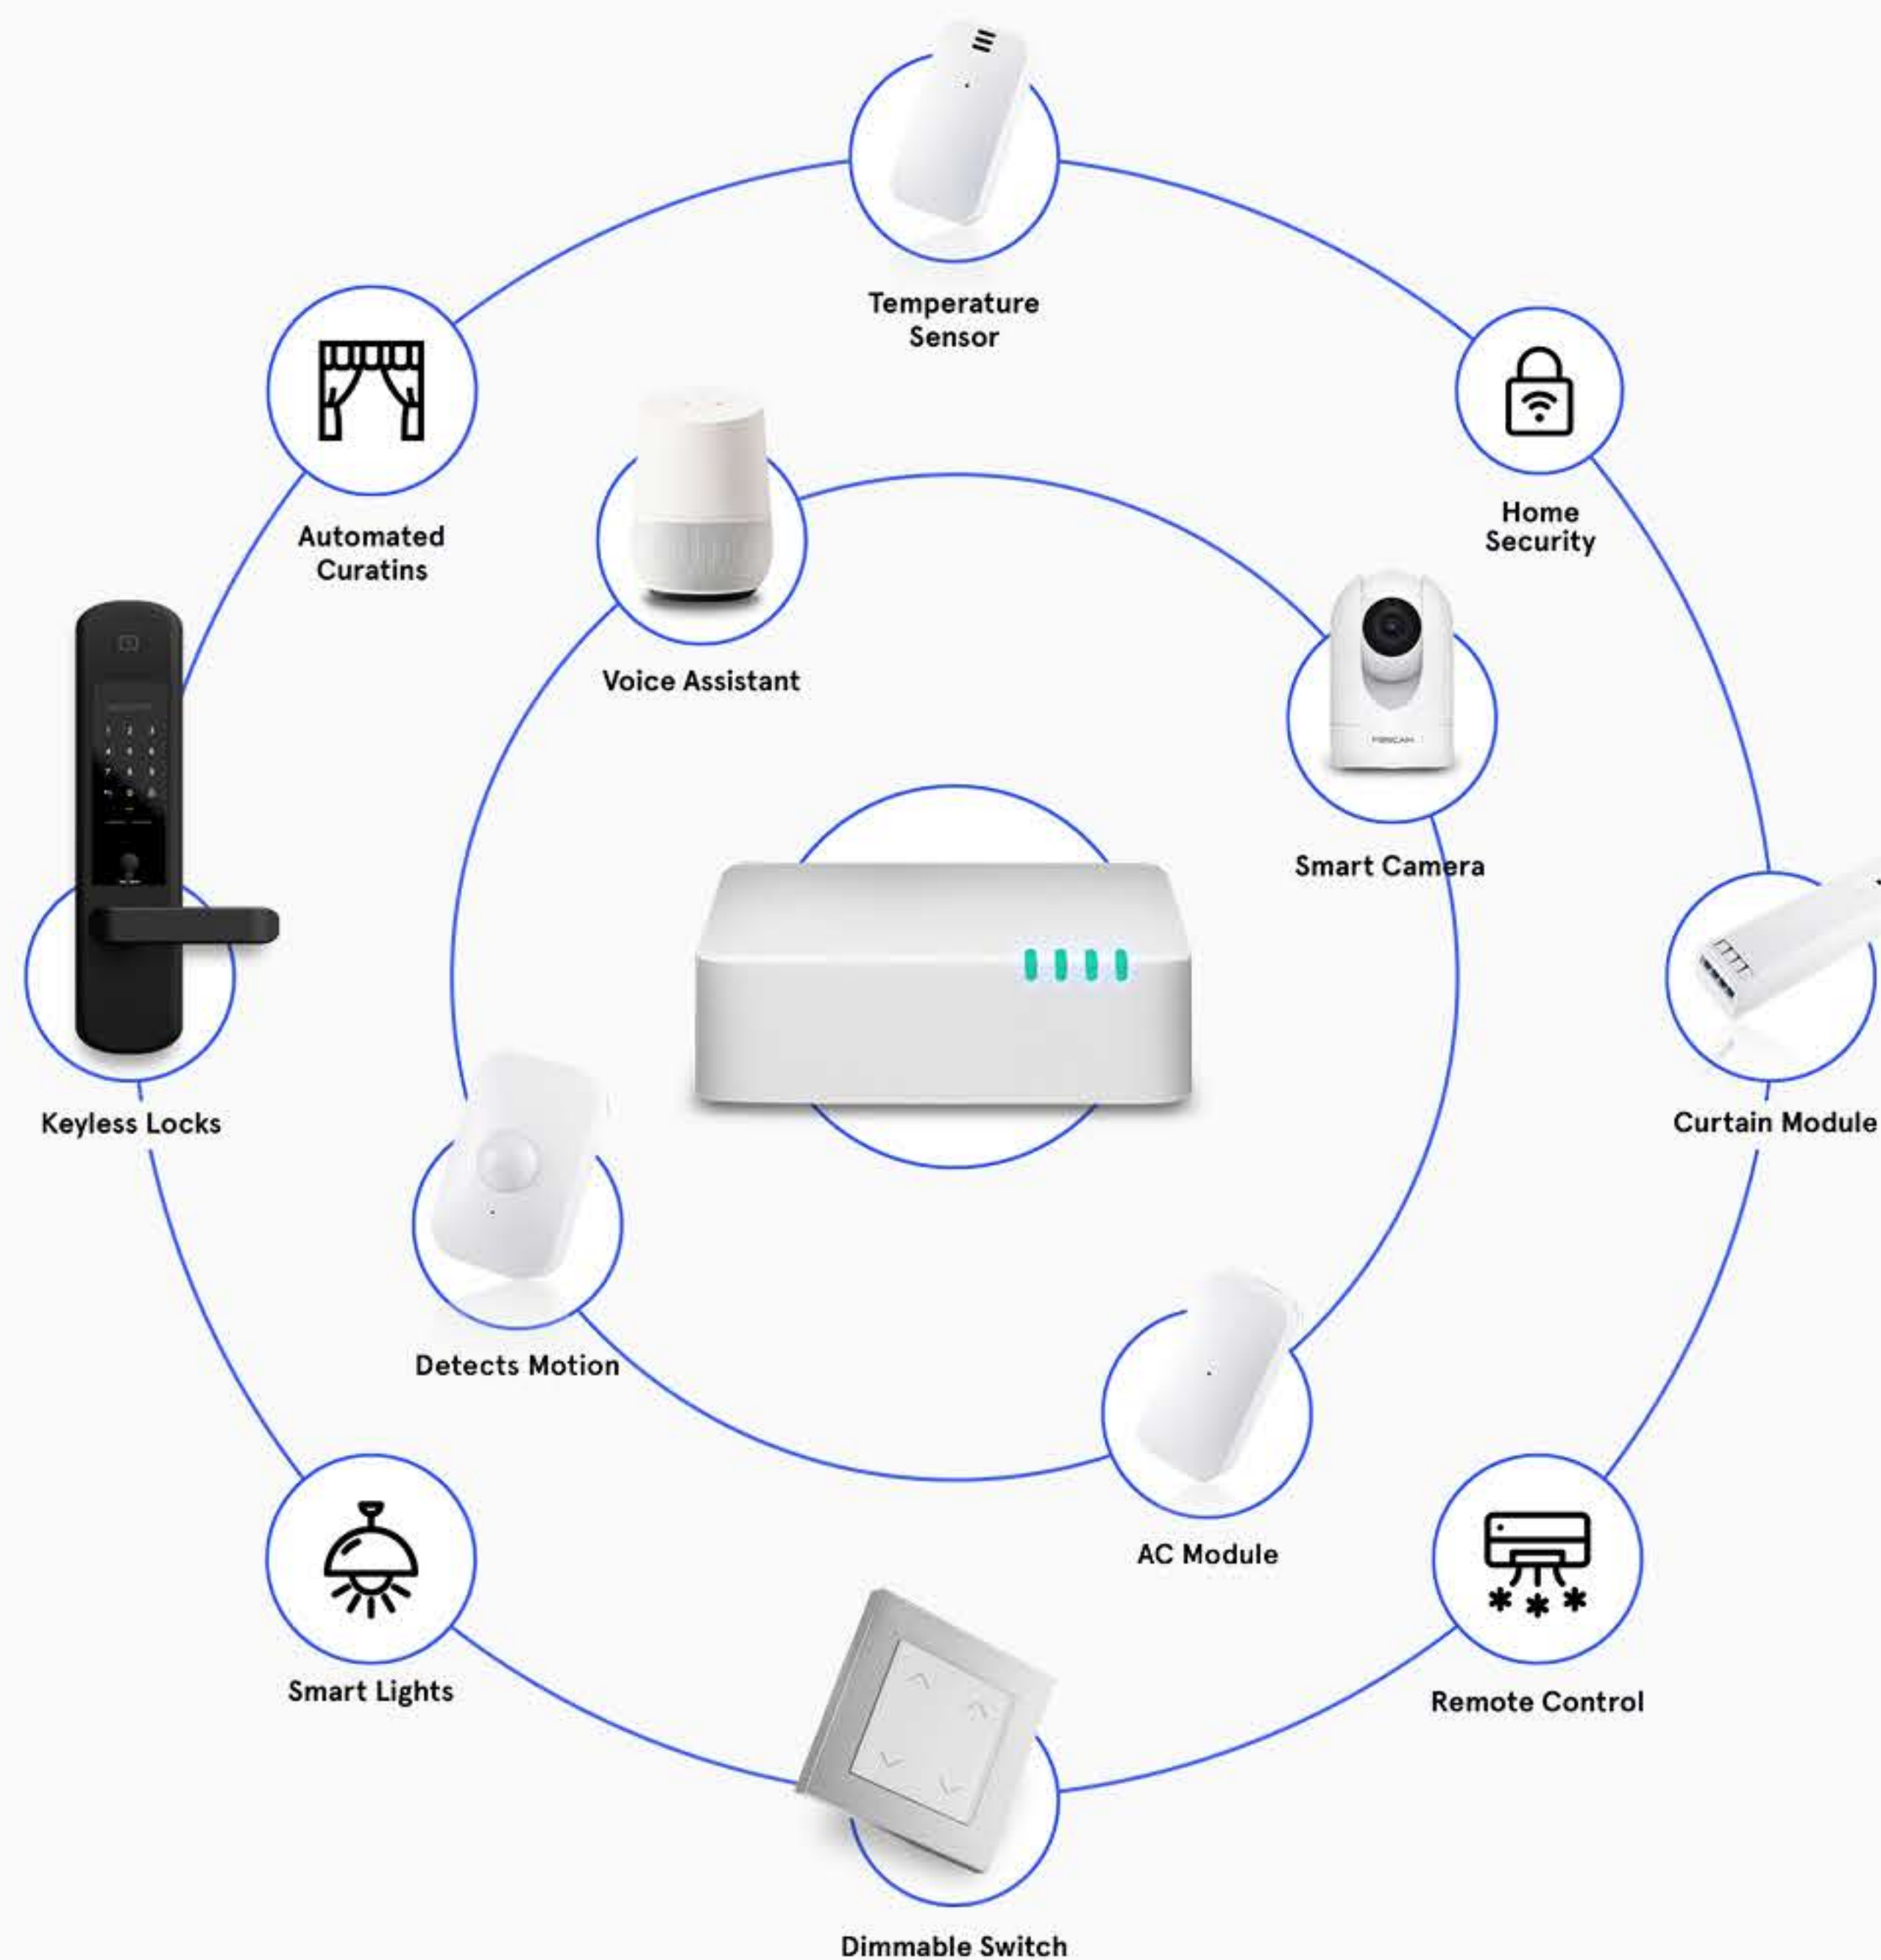 Temperature
Sensor
Automated
Curatins
Home
Security
Voice Assistant
Smart Camera
Keyless Locks
Curtain Module
Detects Motion
AC Module
Smart Lights
Remote Control
Dimmable Switch